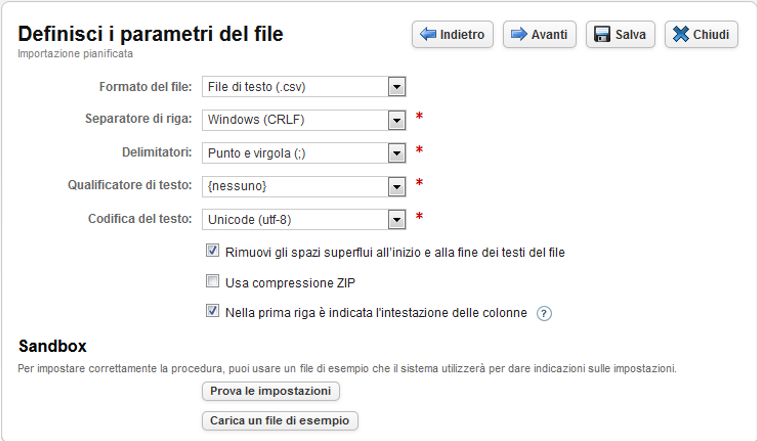 Definisci i parametri del file
Indietro
Avanti
Salva
Chiudi
Importazione pianificata
Formato del file: File di testo (.csv)
Separatore di riga: Windows (CRLF) *
Delimitatori: Punto e virgola (;) *
Qualificatore di testo: {nessuno} *
Codifica del testo: Unicode (utf-8) *
Rimuovi gli spazi superflui all'inizio e alla fine dei testi del file
Usa compressione ZIP
Nella prima riga è indicata l'intestazione delle colonne ?
Sandbox
Per impostare correttamente la procedura, puoi usare un file di esempio che il sistema utilizzerà per dare indicazioni sulle impostazioni.
Prova le impostazioni
Carica un file di esempio